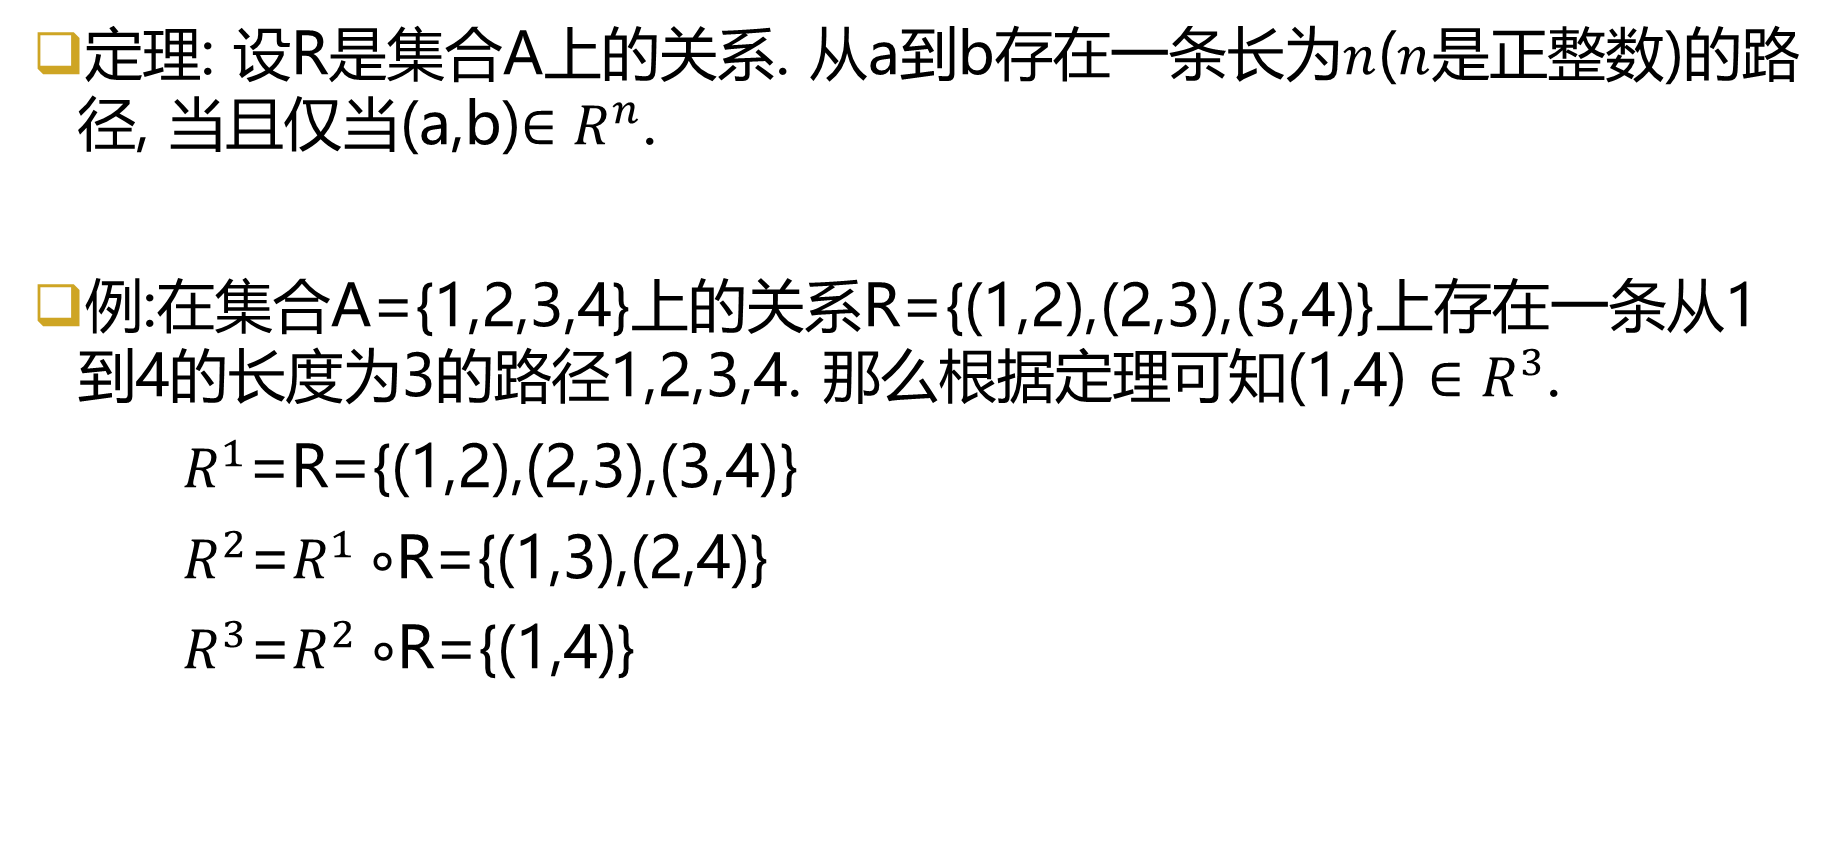 定理: 设R是集合A上的关系. 从a到b存在一条长为n(n是正整数)的路
径, 当且仅当(a,b)∈ Rⁿ.
例:在集合A={1,2,3,4}上的关系R={(1,2),(2,3),(3,4)}上存在一条从1
到4的长度为3的路径1,2,3,4. 那么根据定理可知(1,4) ∈ R³.
R¹=R={(1,2),(2,3),(3,4)}
R²=R¹ ∘R={(1,3),(2,4)}
R³=R² ∘R={(1,4)}